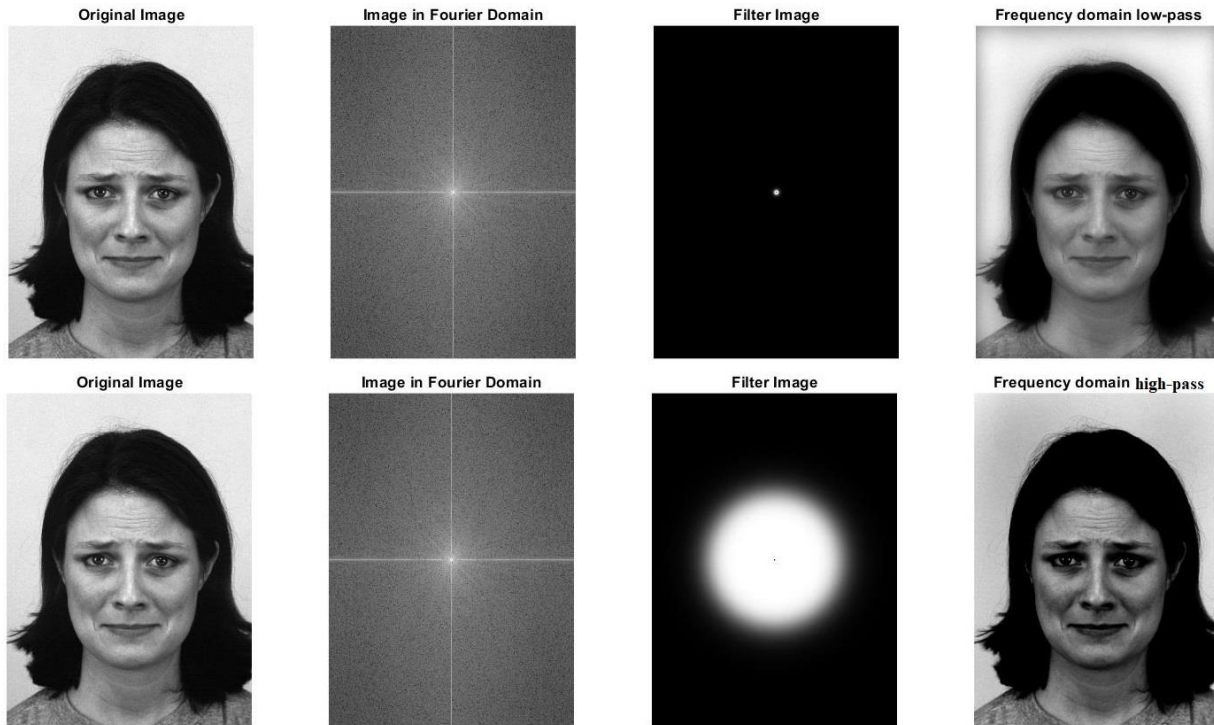 Original Image
Image in Fourier Domain
Filter Image
Frequency domain low-pass
Original Image
Image in Fourier Domain
Filter Image
Frequency domain high-pass